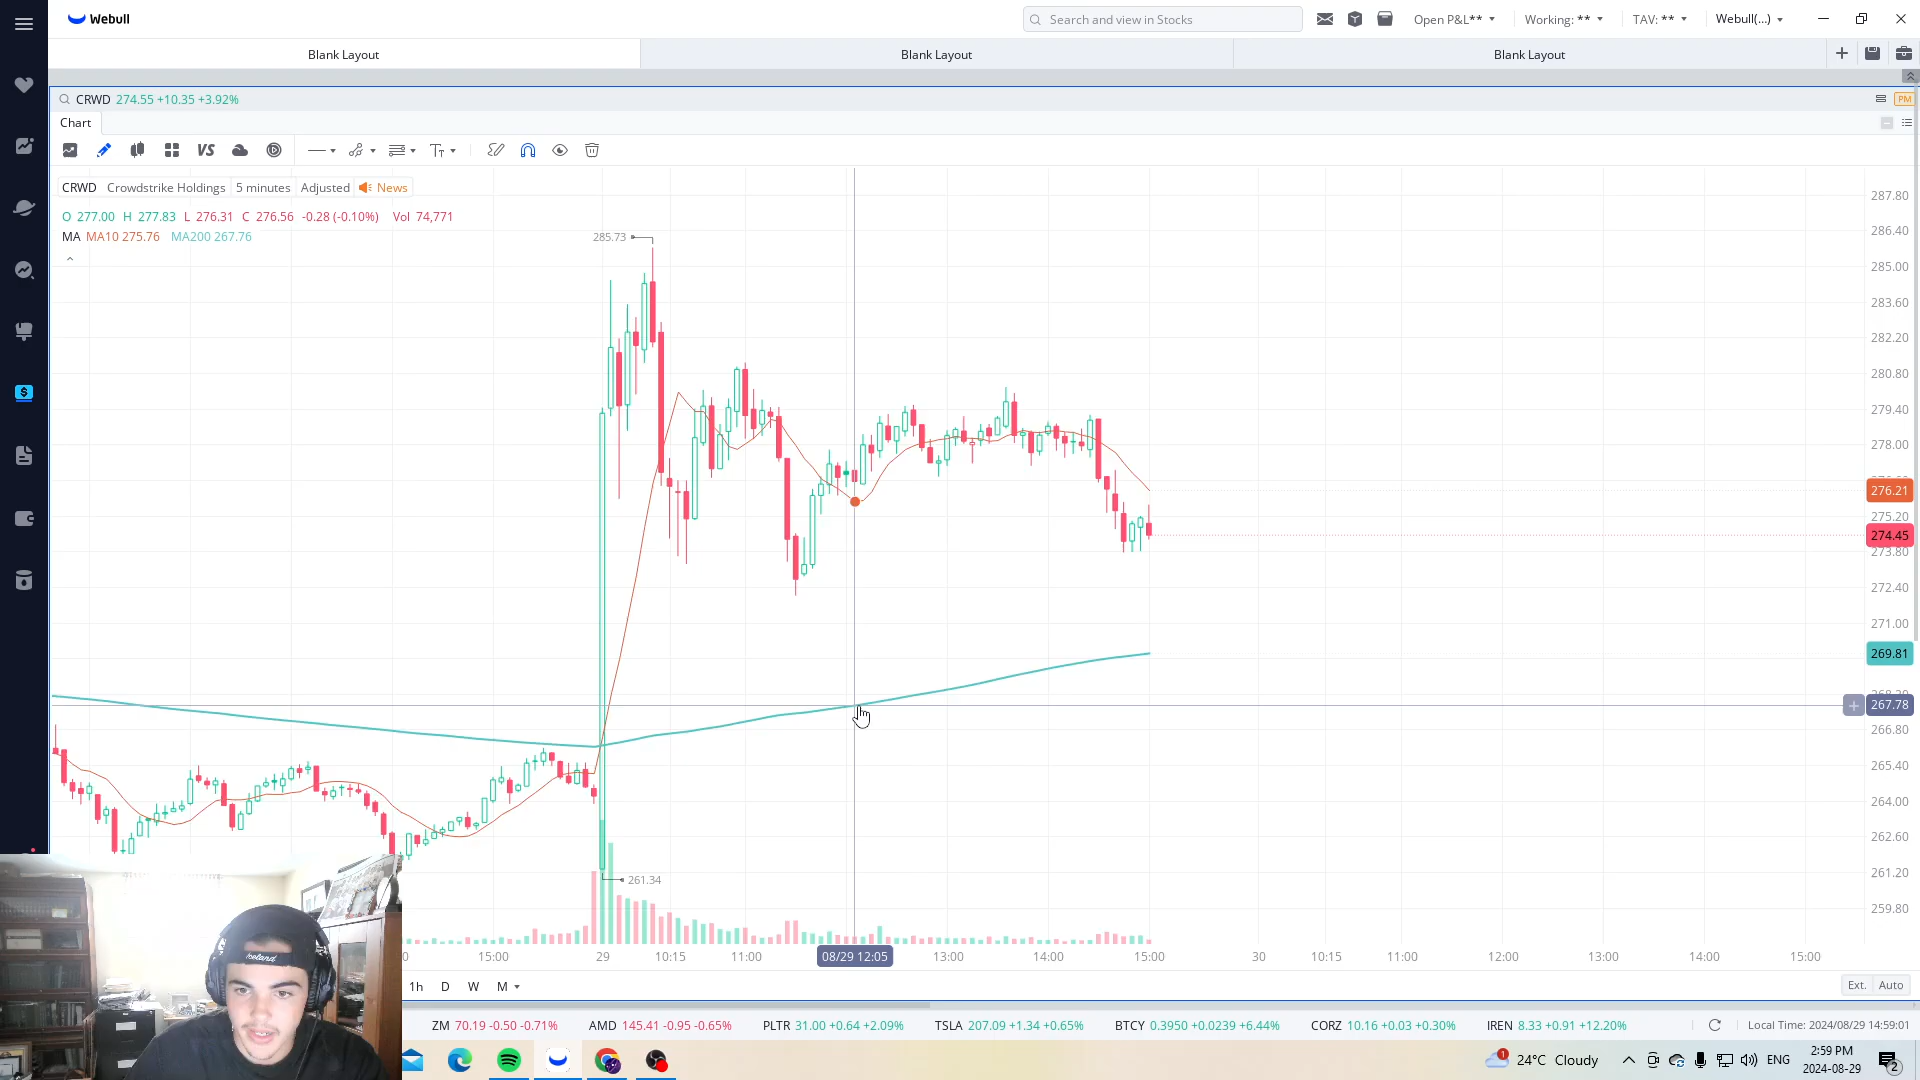 Webull
Search and view in Stocks
Open P&L**
Working: **
TAV: **
Webull(...)
Blank Layout
Blank Layout
Blank Layout
CRWD 274.55 +10.35 +3.92%
PM
Chart
VS
CRWD Crowdstrike Holdings 5 minutes Adjusted News
O 277.00 H 277.83 L 276.31 C 276.56 -0.28 (-0.10%) Vol 74,771
MA MA10 275.76 MA200 267.76
285.73
261.34
287.80
286.40
285.00
283.60
282.20
280.80
279.40
278.00
276.21
275.20
274.45
273.80
272.40
271.00
269.81
267.78
266.80
265.40
264.00
262.60
261.20
259.80
15:00 29 10:15 11:00 08/29 12:05 13:00 14:00 15:00 30 10:15 11:00 12:00 13:00 14:00 15:00
1h D W M
Ext. Auto
ZM 70.19 -0.50 -0.71% AMD 145.41 -0.95 -0.65% PLTR 31.00 +0.64 +2.09% TSLA 207.09 +1.34 +0.65% BTCY 0.3950 +0.0239 +6.44% CORZ 10.16 +0.03 +0.30% IREN 8.33 +0.91 +12.20%
Local Time: 2024/08/29 14:59:01
Iceland
1
24°C Cloudy
ENG
2:59 PM
2024-08-29
2